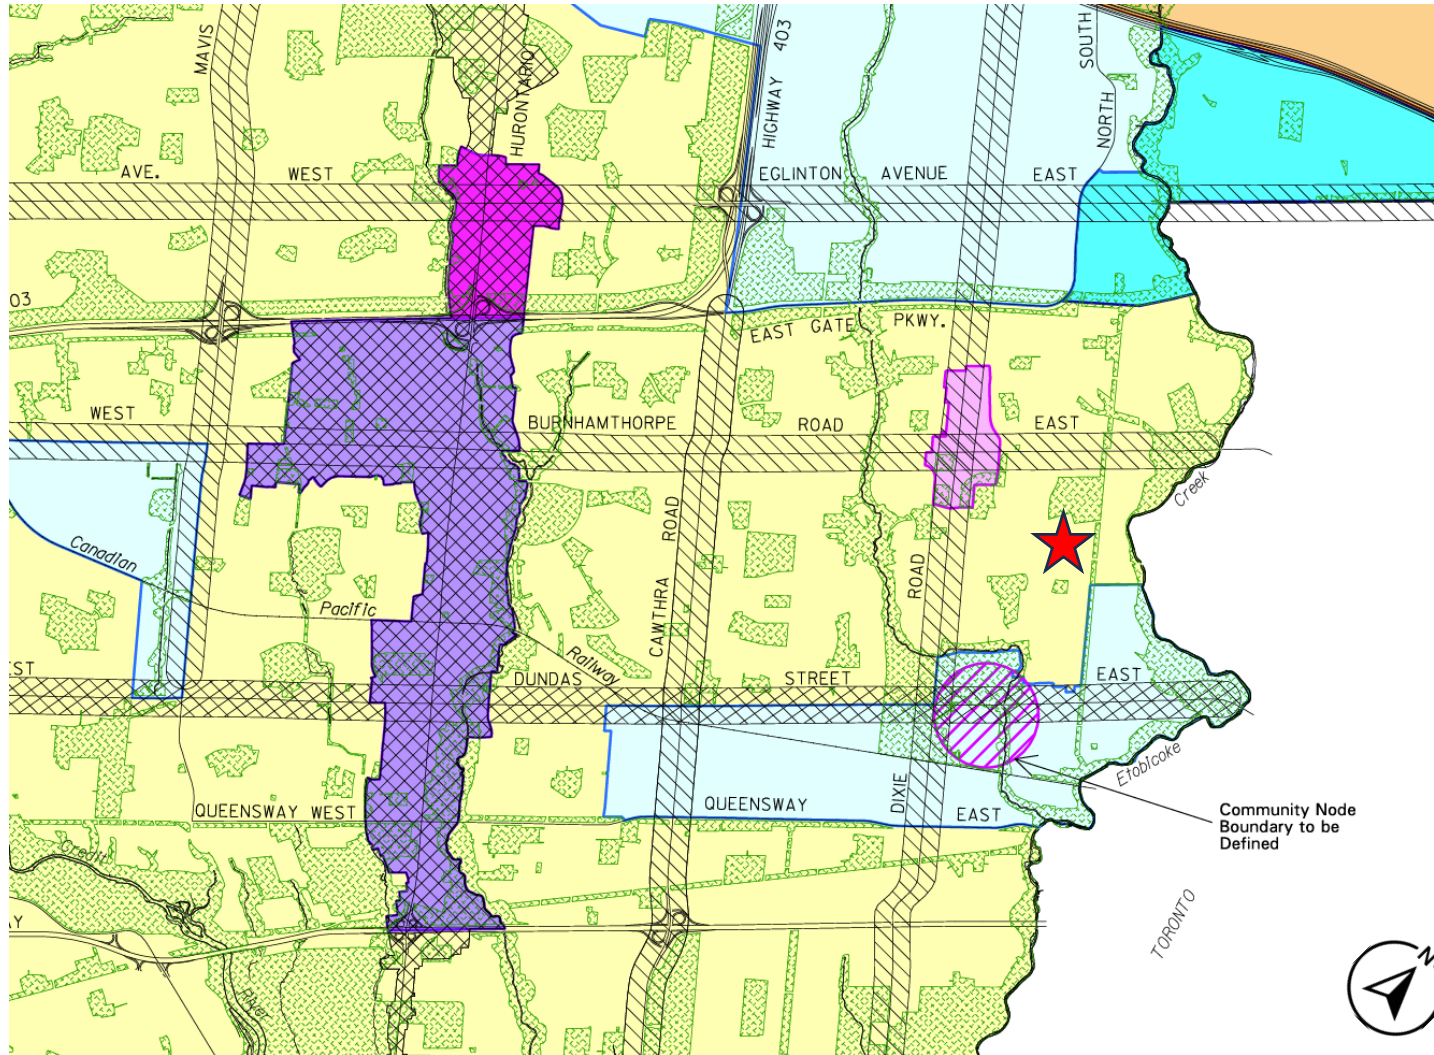 MAVIS
HURONTARIO
HIGHWAY 403
SOUTH
NORTH
AVE.
WEST
EGLINTON
AVENUE
EAST
03
EAST GATE
PKWY.
WEST
BURNHAMTHORPE
ROAD
EAST
Creek
Canadian
Pacific
Railway
CAWTHRA
ROAD
ROAD
EST
DUNDAS
STREET
EAST
QUEENSWAY WEST
QUEENSWAY
DIXIE
EAST
Etobicoke
Community Node
Boundary to be
Defined
Credit
River
AY
TORONTO
N